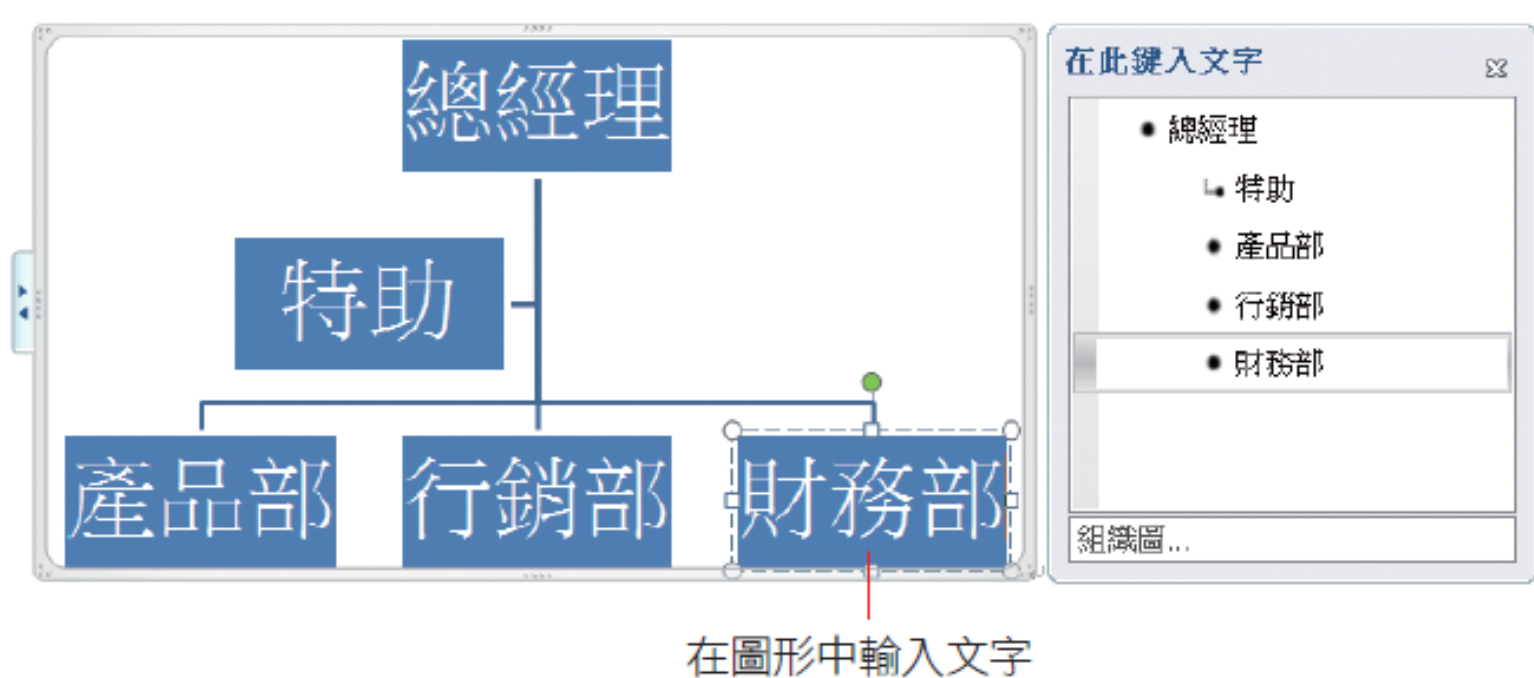 總經理
特助
產品部 行銷部 財務部
在此鍵入文字
總經理
特助
產品部
行銷部
財務部
組織圖...
在圖形中輸入文字